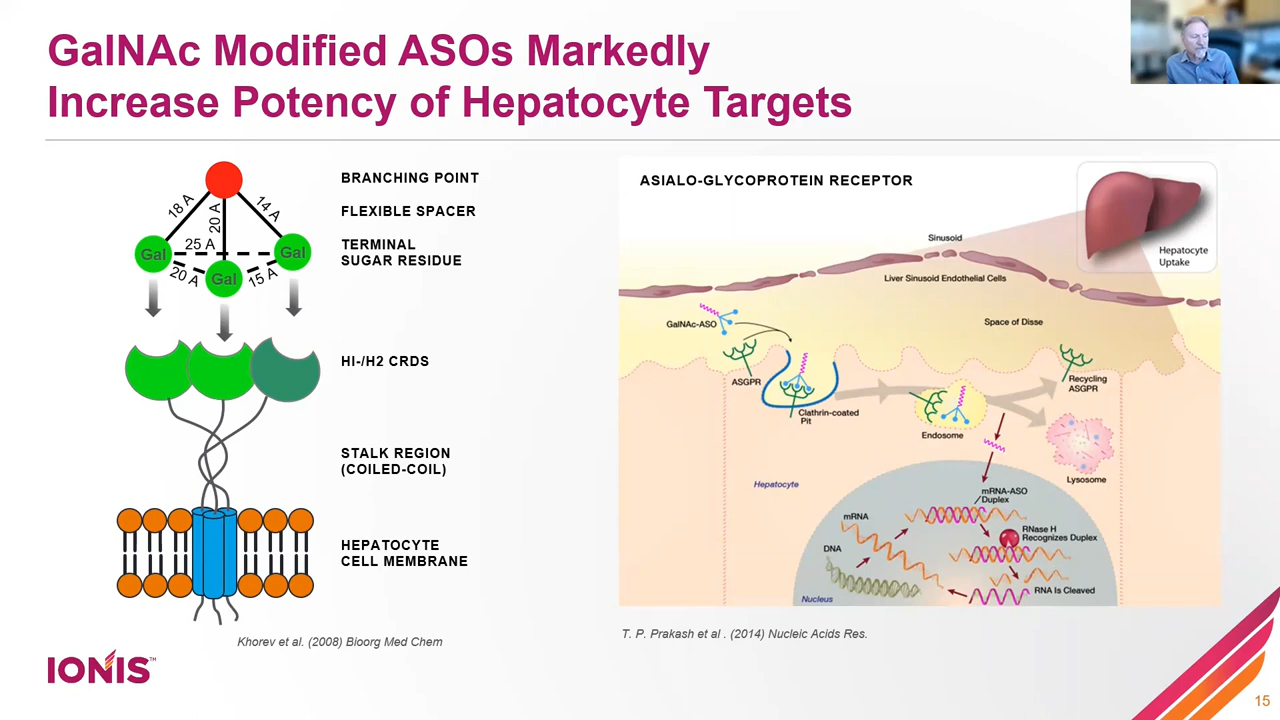 GalNAc Modified ASOs Markedly
Increase Potency of Hepatocyte Targets
18 A
20 A
14 A
Gal
25 A
Gal
20 A
Gal
15 A
BRANCHING POINT
FLEXIBLE SPACER
TERMINAL
SUGAR RESIDUE
HI-/H2 CRDS
STALK REGION
(COILED-COIL)
HEPATOCYTE
CELL MEMBRANE
Khorev et al. (2008) Bioorg Med Chem
ASIALO-GLYCOPROTEIN RECEPTOR
Hepatocyte
Uptake
Sinusoid
Liver Sinusoid Endothelial Cells
GalNAc-ASO
Space of Disse
ASGPR
Clathrin-coated
Pit
Endosome
Recycling
ASGPR
Lysosome
Hepatocyte
mRNA-ASO
Duplex
mRNA
RNase H
Recognizes Duplex
DNA
RNA Is Cleaved
Nucleus
T. P. Prakash et al . (2014) Nucleic Acids Res.
IONIS™
15